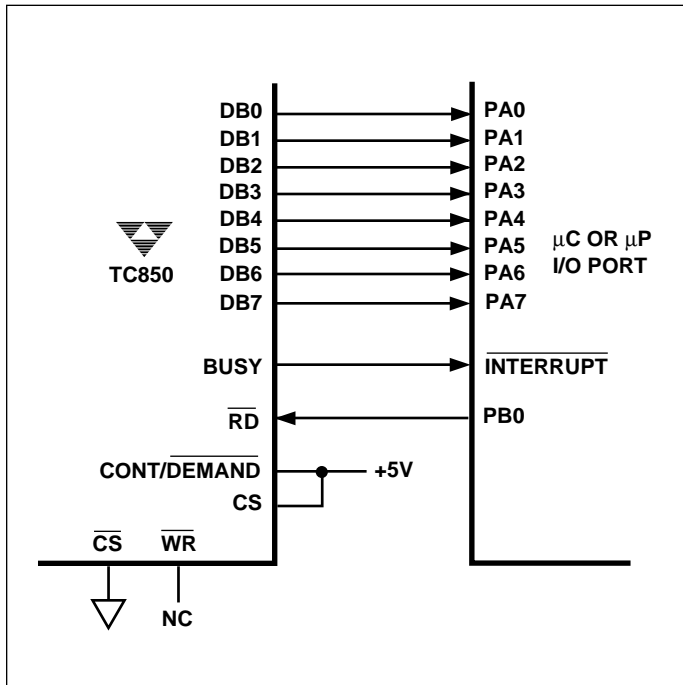 DB0 PA0
DB1 PA1
DB2 PA2
DB3 PA3
DB4 PA4
DB5 PA5
DB6 PA6
DB7 PA7
µC OR µP
I/O PORT
TC850
BUSY INTERRUPT
RD PB0
CONT/DEMAND +5V
CS
CS WR
NC